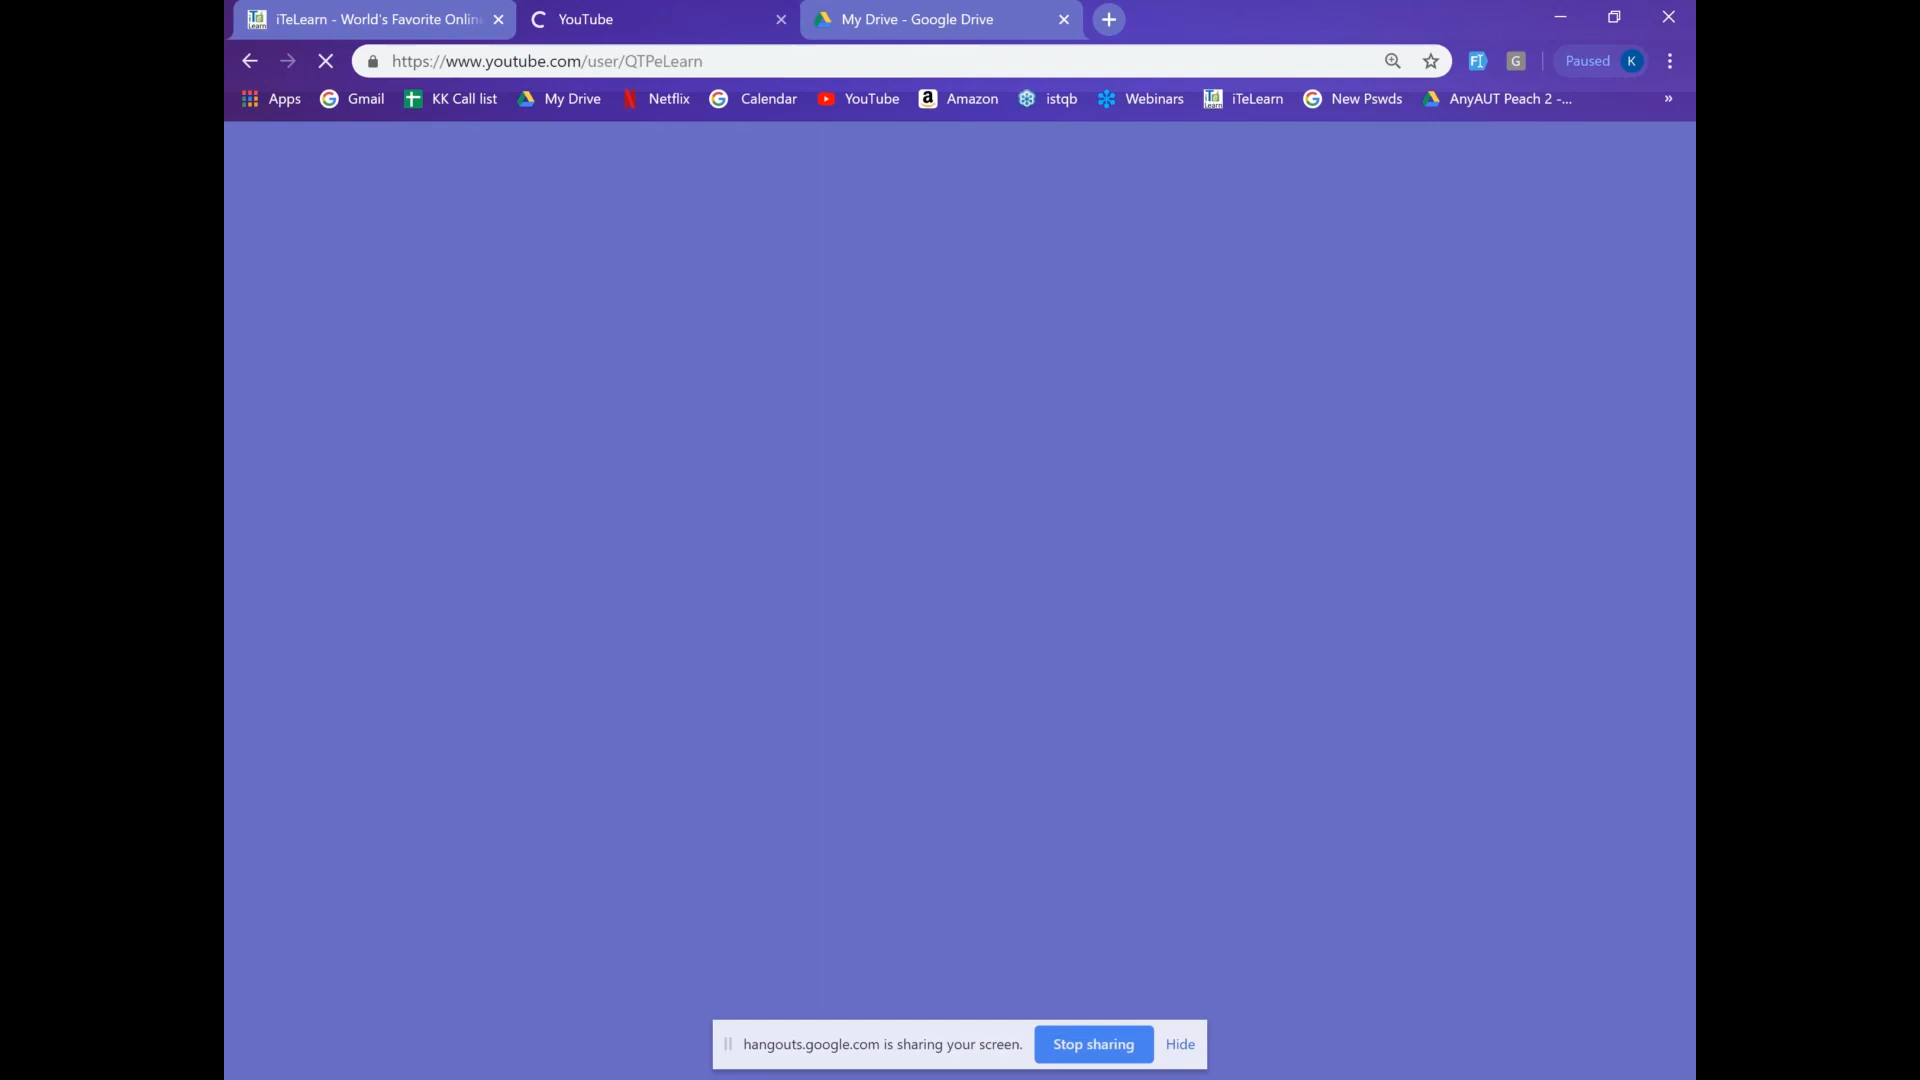 iTeLearn - World's Favorite Onlin
YouTube
My Drive - Google Drive
https://www.youtube.com/user/QTPeLearn
G
Paused
K
Apps
Gmail
KK Call list
My Drive
Netflix
Calendar
YouTube
Amazon
istqb
Webinars
iTeLearn
New Pswds
AnyAUT Peach 2 -...
»
hangouts.google.com is sharing your screen.
Stop sharing
Hide